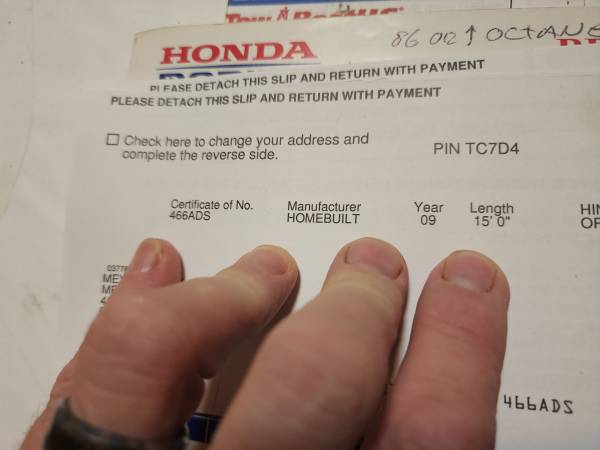 HONDA
86 OR ↑ OCTANE
PLEASE DETACH THIS SLIP AND RETURN WITH PAYMENT
PLEASE DETACH THIS SLIP AND RETURN WITH PAYMENT
☐ Check here to change your address and
complete the reverse side.
PIN TC7D4
Certificate of No. Manufacturer Year Length
466ADS HOMEBUILT 09 15' 0"
466ADS